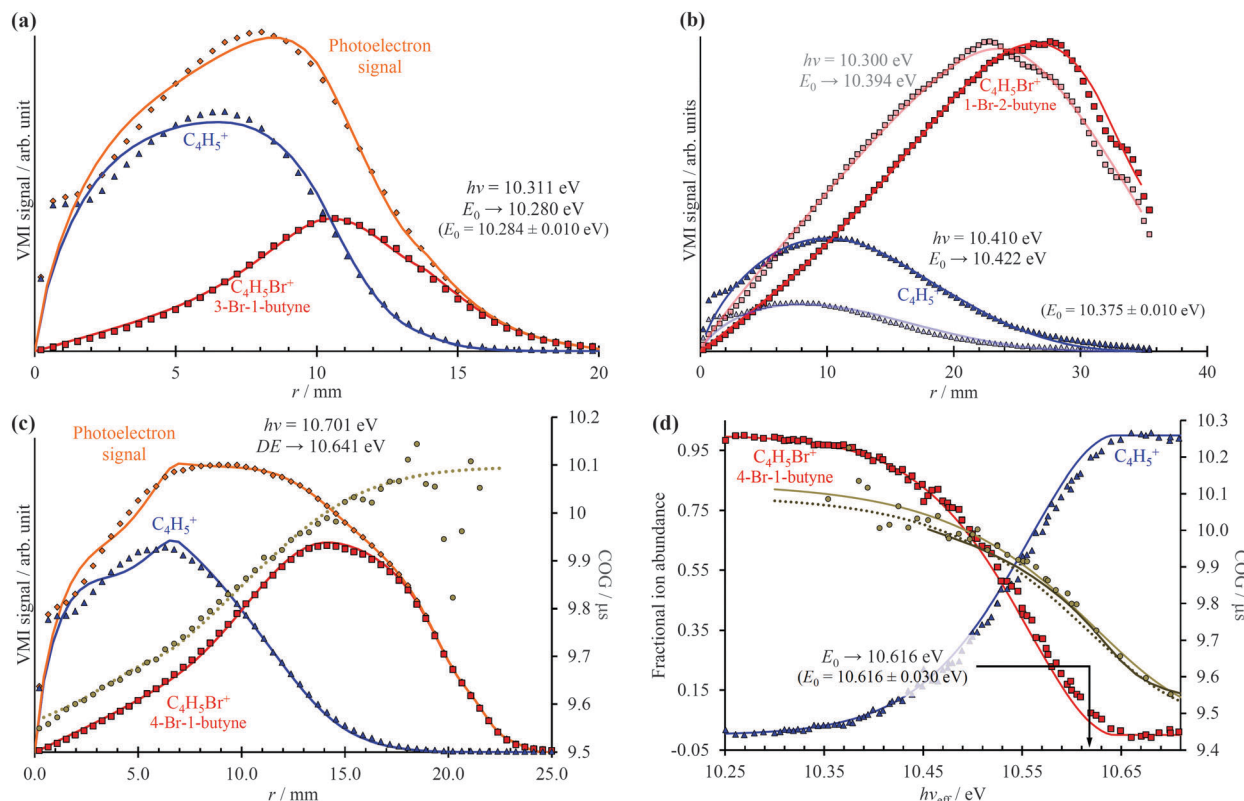 (a)
VMI signal / arb. unit
Photoelectron
signal
C₄H₅⁺
hν = 10.311 eV
E₀ → 10.280 eV
(E₀ = 10.284 ± 0.010 eV)
C₄H₅Br⁺
3-Br-1-butyne
0 5 10 15 20
r / mm
(b)
VMI signal / arb. units
hν = 10.300 eV
E₀ → 10.394 eV
C₄H₅Br⁺
1-Br-2-butyne
hν = 10.410 eV
E₀ → 10.422 eV
C₄H₅⁺
(E₀ = 10.375 ± 0.010 eV)
0 10 20 30 40
r / mm
(c)
VMI signal / arb. unit
Photoelectron
signal
hν = 10.701 eV
DE → 10.641 eV
C₄H₅⁺
C₄H₅Br⁺
4-Br-1-butyne
10.2
10.1
10
9.9
9.8
9.7
9.6
9.5
COG / µs
0.0 5.0 10.0 15.0 20.0 25.0
r / mm
(d)
Fractional ion abundance
0.95
0.75
0.55
0.35
0.15
-0.05
C₄H₅Br⁺
4-Br-1-butyne
C₄H₅⁺
E₀ → 10.616 eV
(E₀ = 10.616 ± 0.030 eV)
10.3
10.2
10.1
10.0
9.9
9.8
9.7
9.6
9.5
9.4
COG / µs
10.25 10.35 10.45 10.55 10.65
hν_eff / eV